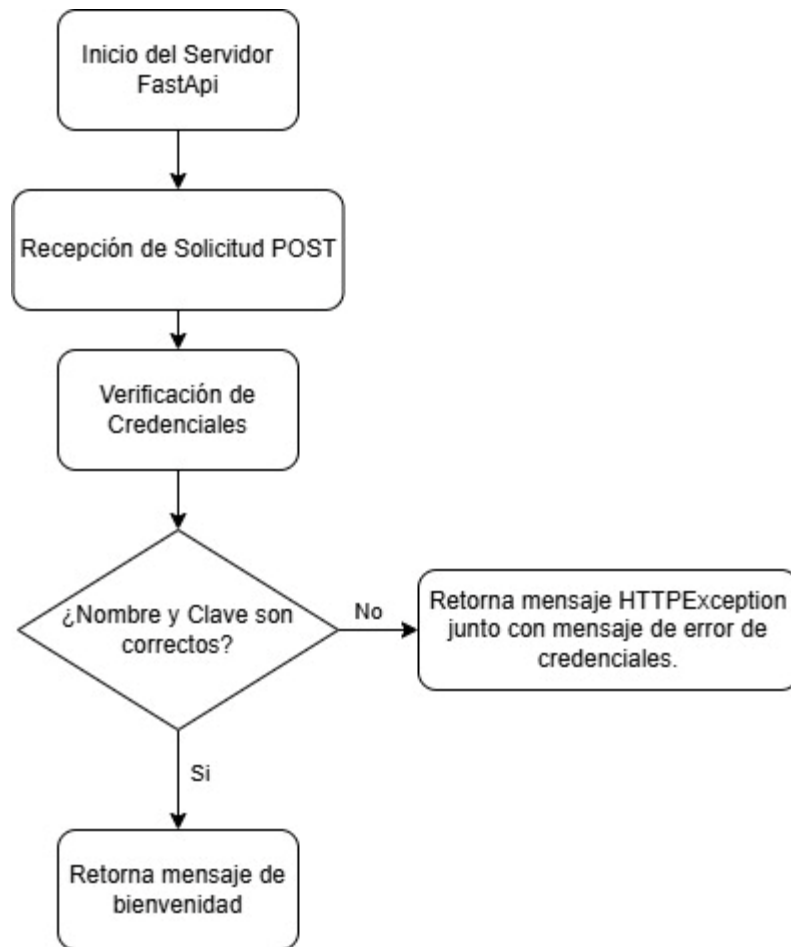 Inicio del Servidor
FastApi
Recepción de Solicitud POST
Verificación de
Credenciales
¿Nombre y Clave son
correctos?
No
Retorna mensaje HTTPException
junto con mensaje de error de
credenciales.
Si
Retorna mensaje de
bienvenidad